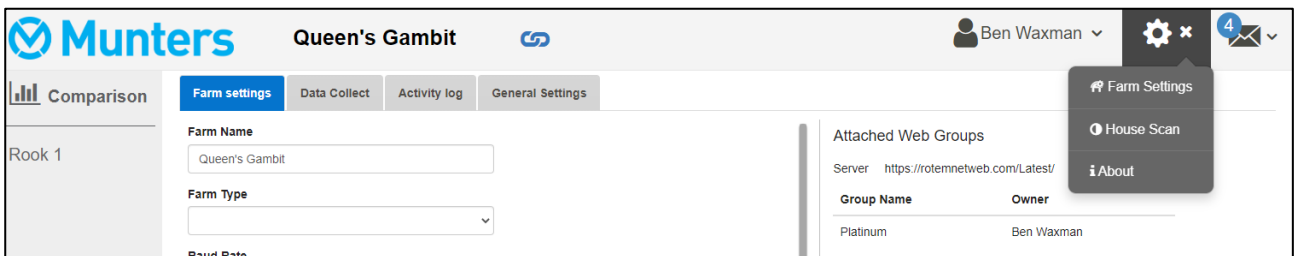 Munters
Queen's Gambit
Ben Waxman
4
Comparison
Rook 1
Farm settings
Data Collect
Activity log
General Settings
Farm Name
Queen's Gambit
Farm Type
Baud Rate
Attached Web Groups
Server https://rotemnetweb.com/Latest/
Group Name Owner
Platinum Ben Waxman
Farm Settings
House Scan
About